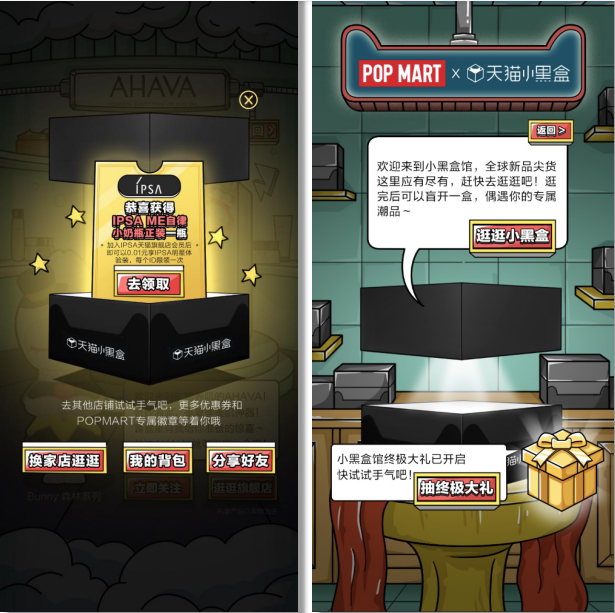 AHAVA
IPSA
恭喜获得
IPSA ME自律
小奶瓶正装一瓶
加入IPSA天猫旗舰店会员后
即可以0.01元享IPSA明星体
验装，每个ID限领一次
去领取
天猫小黑盒
天猫小黑盒
去其他店铺试试手气吧，更多优惠券和
POPMART专属徽章等着你哦
换家店逛逛
我的背包
分享好友
立即关注
逛逛旗舰店
POP MART x 天猫小黑盒
返回 >
欢迎来到小黑盒馆，全球新品尖货
这里应有尽有，赶快去逛逛吧！逛
完后可以盲开一盒，偶遇你的专属
潮品～
逛逛小黑盒
小黑盒馆终极大礼已开启
快试试手气吧！
抽终极大礼